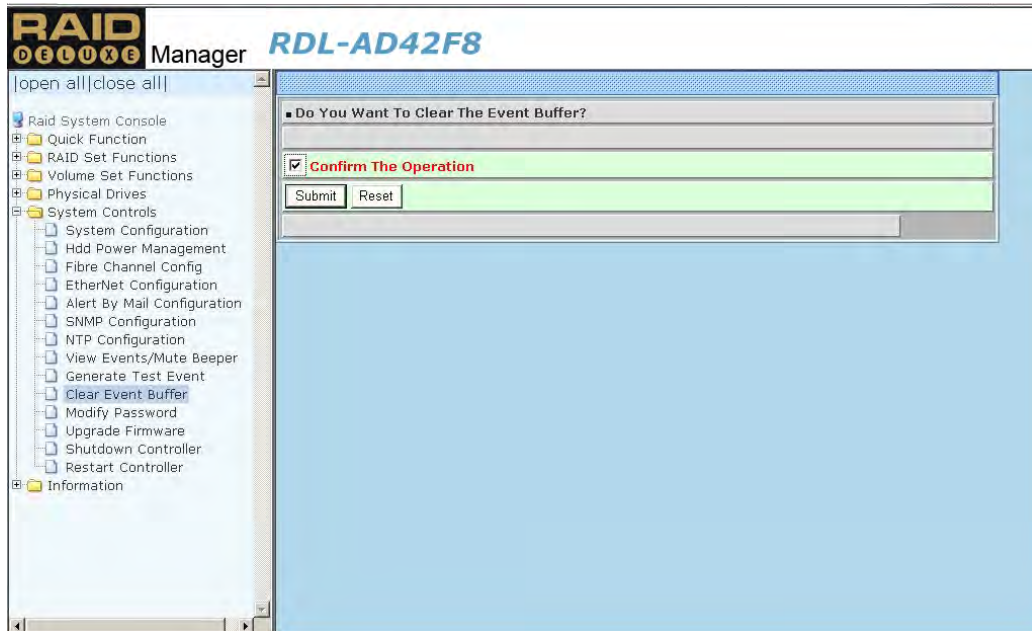 RAID
DELUXE Manager
RDL-AD42F8
|open all|close all|
Raid System Console
Quick Function
RAID Set Functions
Volume Set Functions
Physical Drives
System Controls
System Configuration
Hdd Power Management
Fibre Channel Config
EtherNet Configuration
Alert By Mail Configuration
SNMP Configuration
NTP Configuration
View Events/Mute Beeper
Generate Test Event
Clear Event Buffer
Modify Password
Upgrade Firmware
Shutdown Controller
Restart Controller
Information
Do You Want To Clear The Event Buffer?
Confirm The Operation
Submit Reset